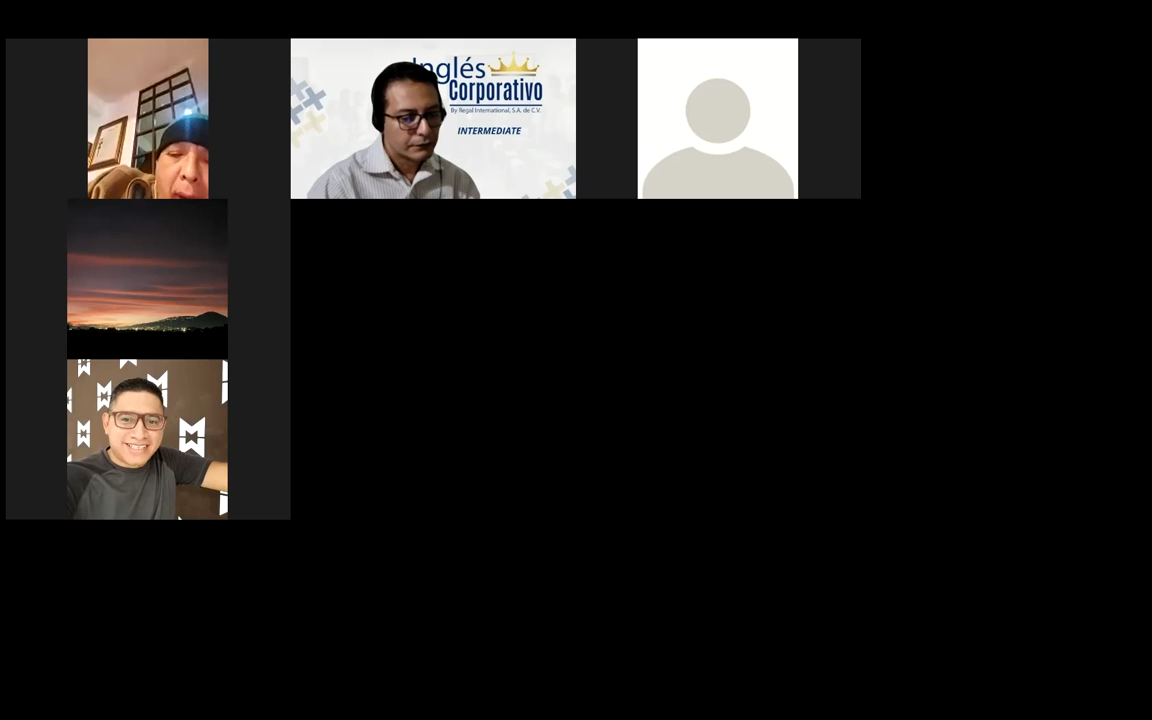 Inglés
Corporativo
By Regal International, S.A. de C.V.
INTERMEDIATE